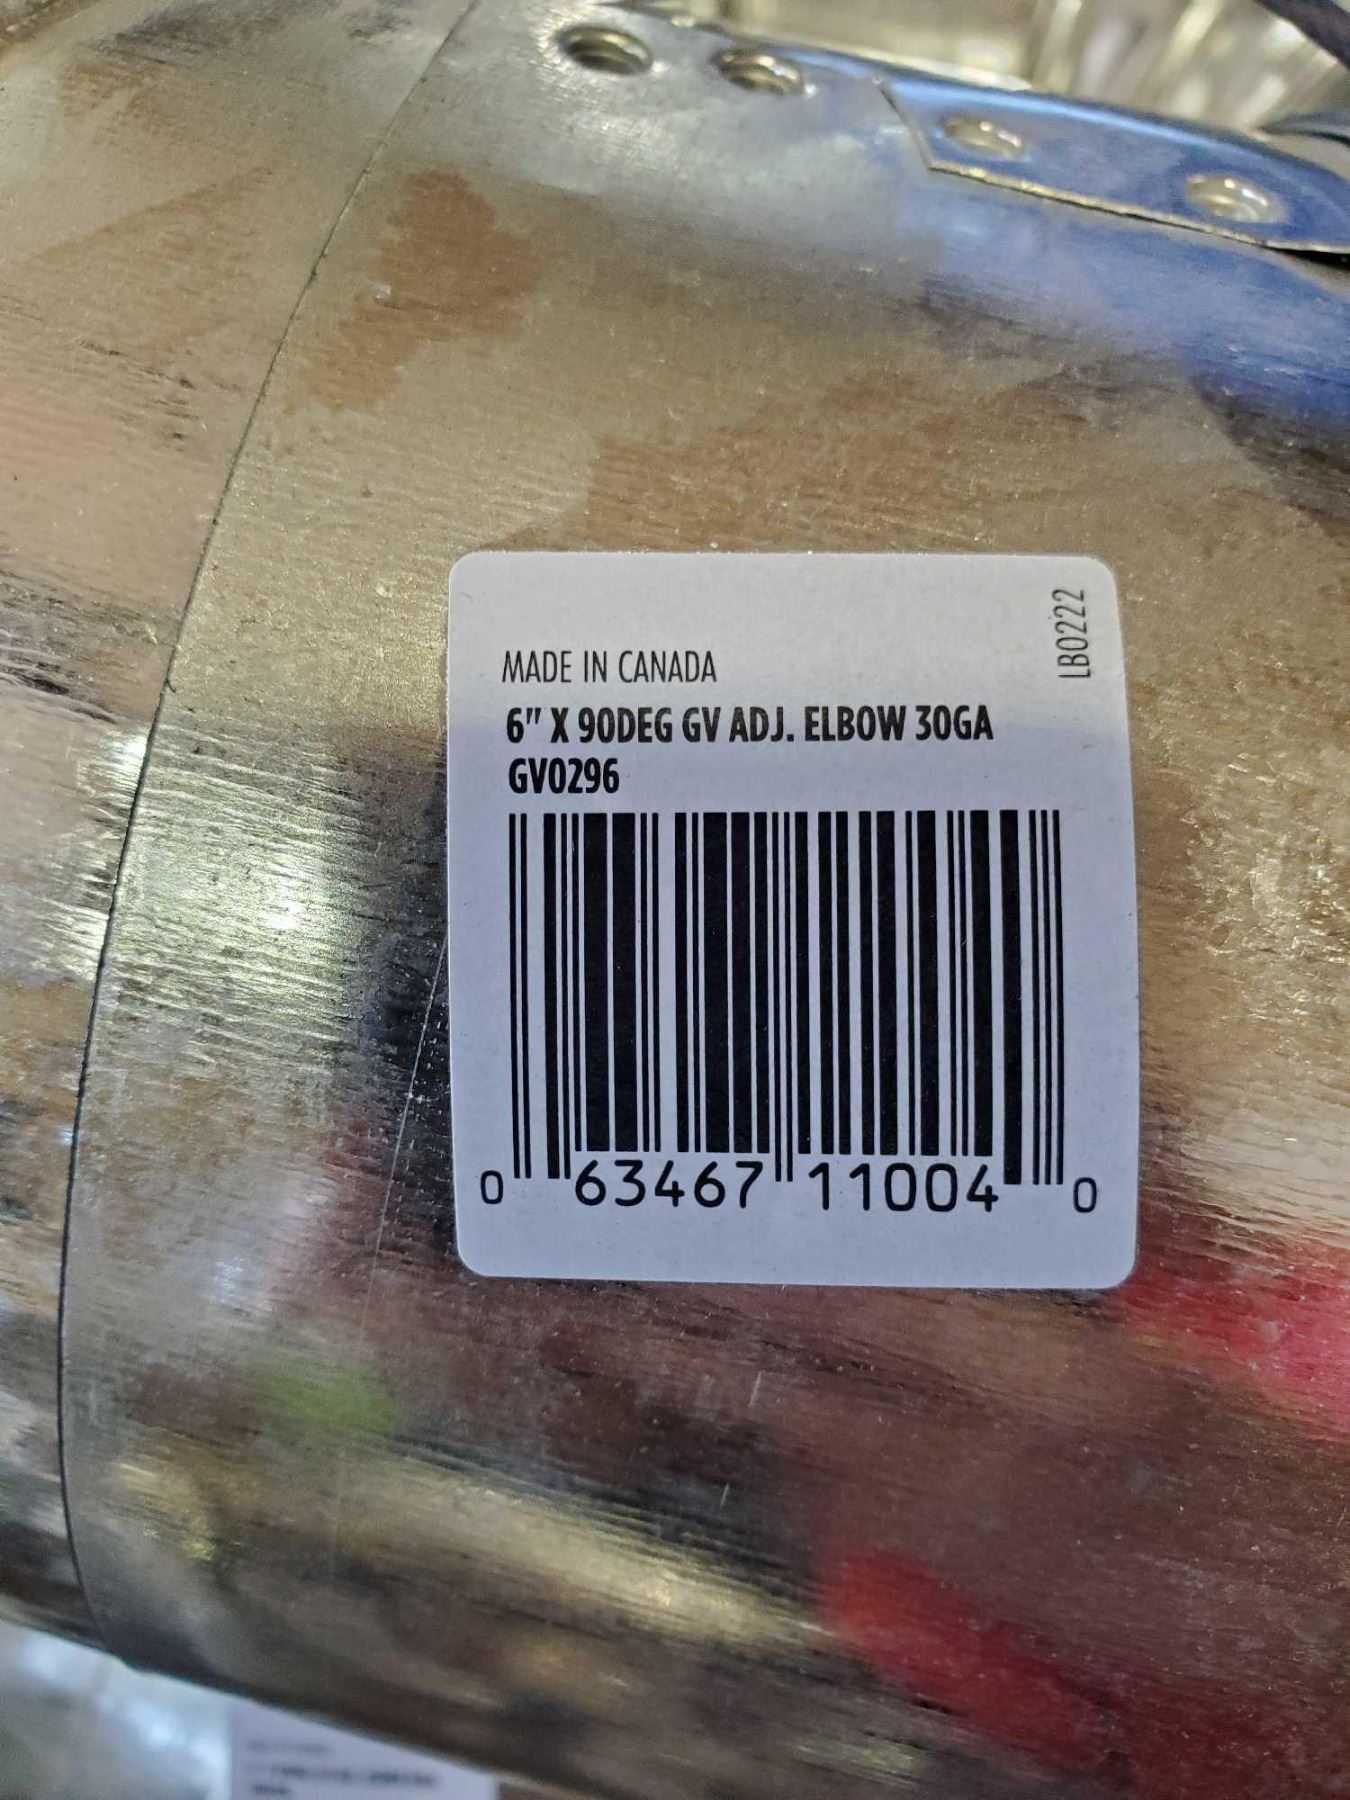 LB0222
MADE IN CANADA
6" X 90DEG GV ADJ. ELBOW 30GA
GV0296
0 63467 11004 0